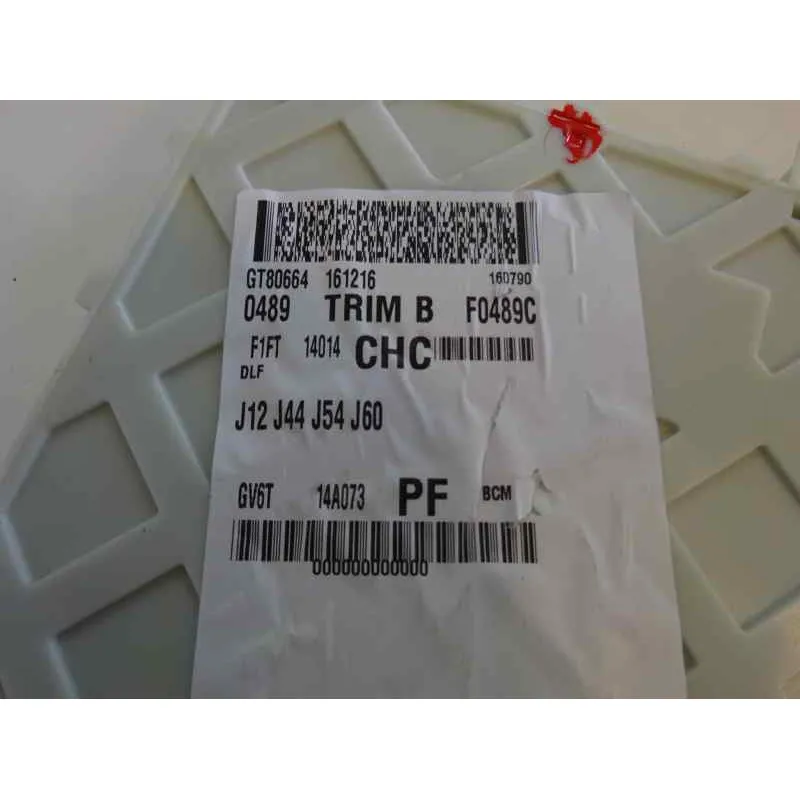 GT80664 161216 160790
0489 TRIM B F0489C
F1FT 14014 CHC
DLF
J12 J44 J54 J60
GV6T 14A073 PF BCM
000000000000